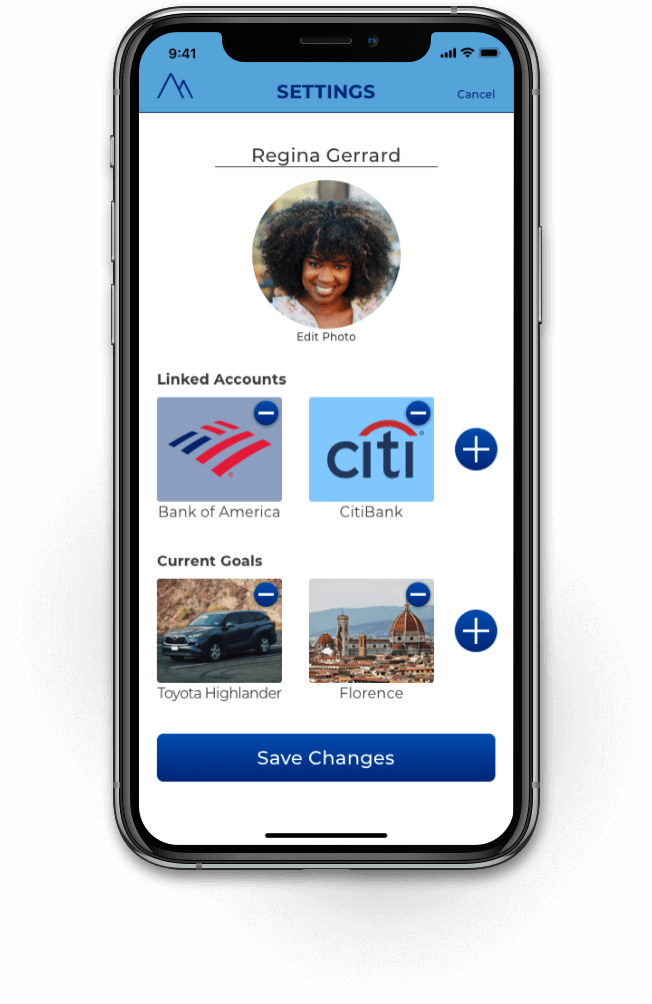 9:41
SETTINGS
Cancel
Regina Gerrard
Edit Photo
Linked Accounts
citi®
Bank of America
CitiBank
Current Goals
Toyota Highlander
Florence
Save Changes